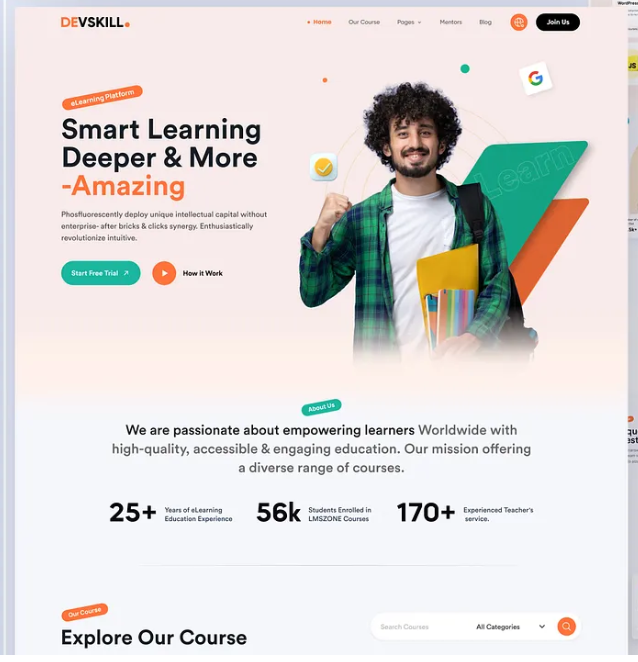 WordPress
DEVSKILL.
Home
Our Course
Pages
Mentors
Blog
Join Us
eLearning Platform
Smart Learning
Deeper & More
-Amazing
Phosfluorescently deploy unique intellectual capital without
enterprise- after bricks & clicks synergy. Enthusiastically
revolutionize intuitive.
Start Free Trial
How it Work
G
Learn
About Us
We are passionate about empowering learners Worldwide with
high-quality, accessible & engaging education. Our mission offering
a diverse range of courses.
25+
Years of eLearning
Education Experience
56k
Students Enrolled in
LMSZONE Courses
170+
Experienced Teacher's
service.
Our Course
Explore Our Course
Search Courses
All Categories